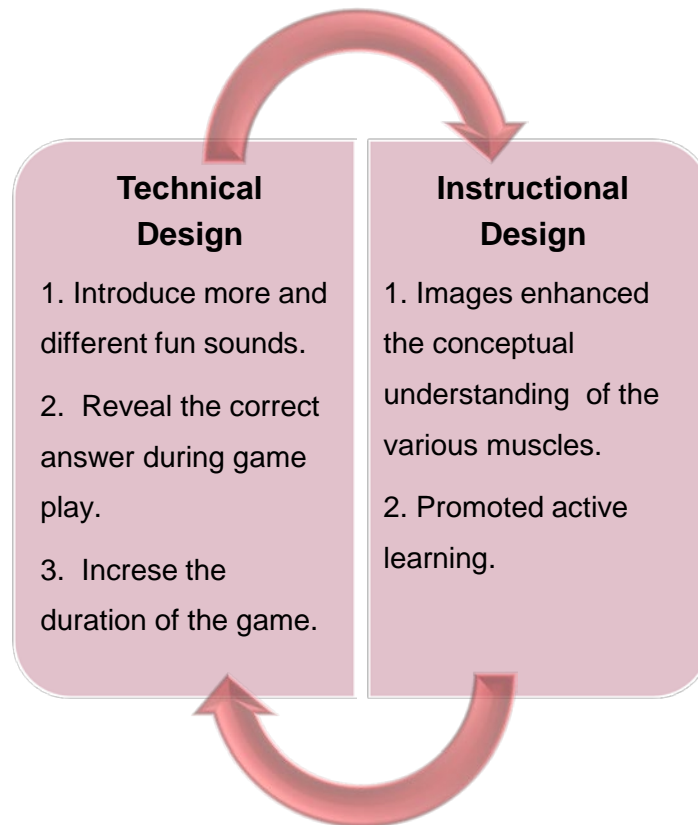 Technical
Design
1. Introduce more and
different fun sounds.
2. Reveal the correct
answer during game
play.
3. Increse the
duration of the game.
Instructional
Design
1. Images enhanced
the conceptual
understanding of the
various muscles.
2. Promoted active
learning.